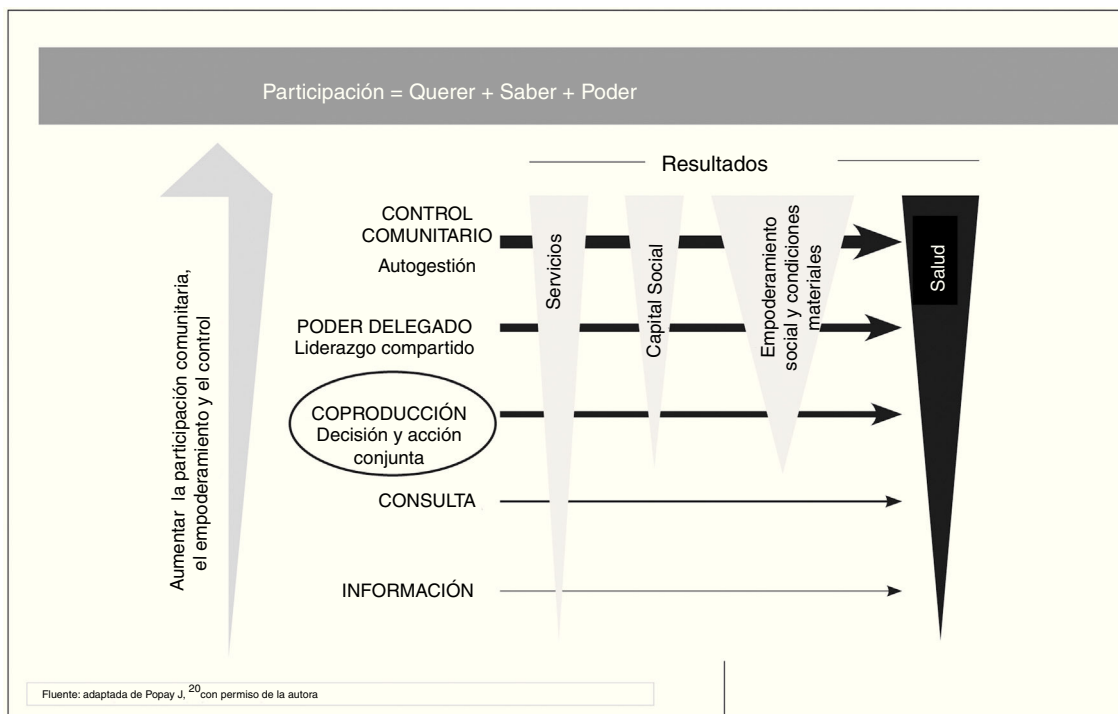 Participación = Querer + Saber + Poder
Resultados
Aumentar la participación comunitaria,
el empoderamiento y el control
CONTROL
COMUNITARIO
Autogestión
PODER DELEGADO
Liderazgo compartido
COPRODUCCIÓN
Decisión y acción
conjunta
CONSULTA
INFORMACIÓN
Servicios
Capital Social
Empoderamiento
social y condiciones
materiales
Salud
Fluente: adaptada de Popay J, 20con permiso de la autora